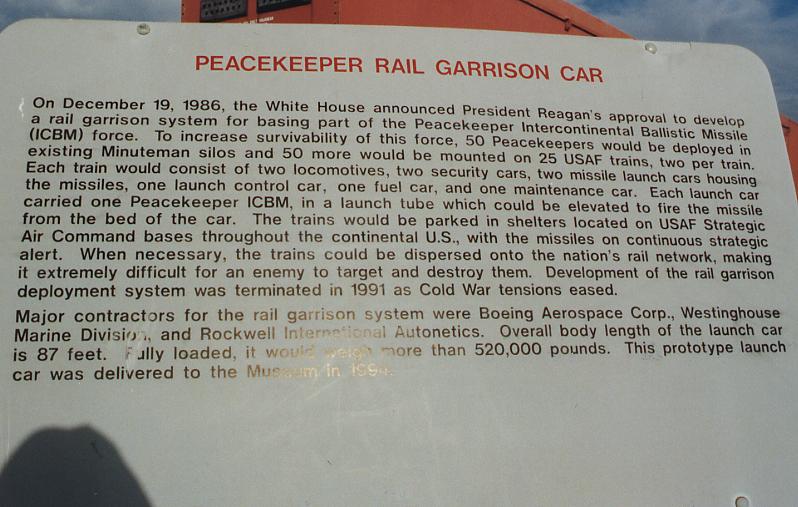 PEACEKEEPER RAIL GARRISON CAR
On December 19, 1986, the White House announced President Reagan's approval to develop
a rail garrison system for basing part of the Peacekeeper Intercontinental Ballistic Missile
(ICBM) force. To increase survivability of this force, 50 Peacekeepers would be deployed in
existing Minuteman silos and 50 more would be mounted on 25 USAF trains, two per train.
Each train would consist of two locomotives, two security cars, two missile launch cars housing
the missiles, one launch control car, one fuel car, and one maintenance car. Each launch car
carried one Peacekeeper ICBM, in a launch tube which could be elevated to fire the missile
from the bed of the car. The trains would be parked in shelters located on USAF Strategic
Air Command bases throughout the continental U.S., with the missiles on continuous strategic
alert. When necessary, the trains could be dispersed onto the nation's rail network, making
it extremely difficult for an enemy to target and destroy them. Development of the rail garrison
deployment system was terminated in 1991 as Cold War tensions eased.
Major contractors for the rail garrison system were Boeing Aerospace Corp., Westinghouse
Marine Division, and Rockwell International Autonetics. Overall body length of the launch car
is 87 feet. Fully loaded, it would weigh more than 520,000 pounds. This prototype launch
car was delivered to the Museum in 1994.